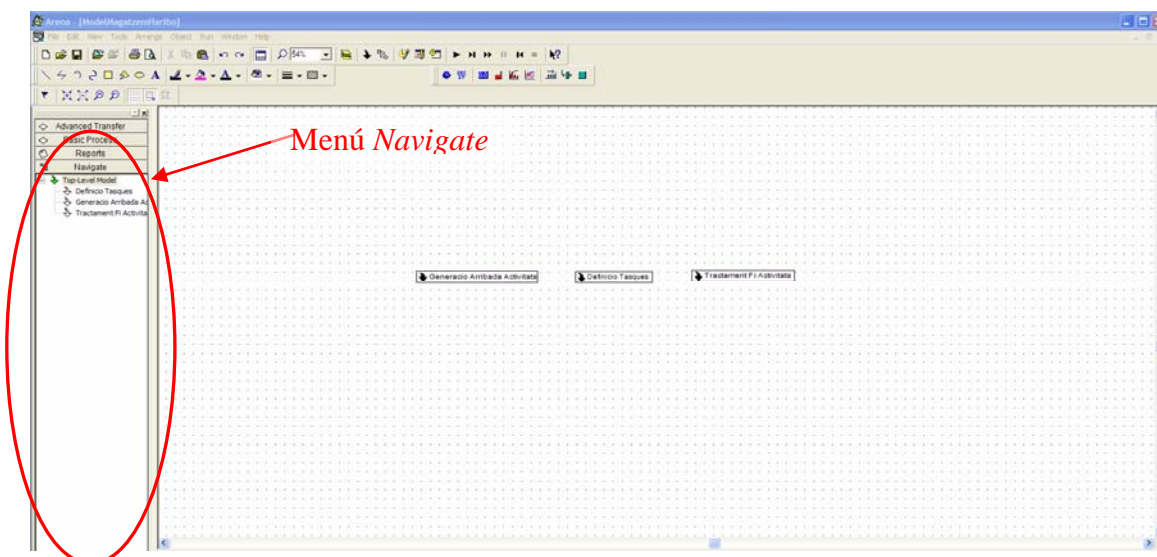 Arena - [ModelMagatzemHaribo]
File Edit View Tools Arrange Object Run Window Help
54%
Advanced Transfer
Basic Process
Reports
Navigate
Top-Level Model
Definicio Tasques
Generacio Arribada Ac
Tractament Fi Activita
Menú Navigate
Generacio Arribada Activitats
Definicio Tasques
Tractament Fi Activitats